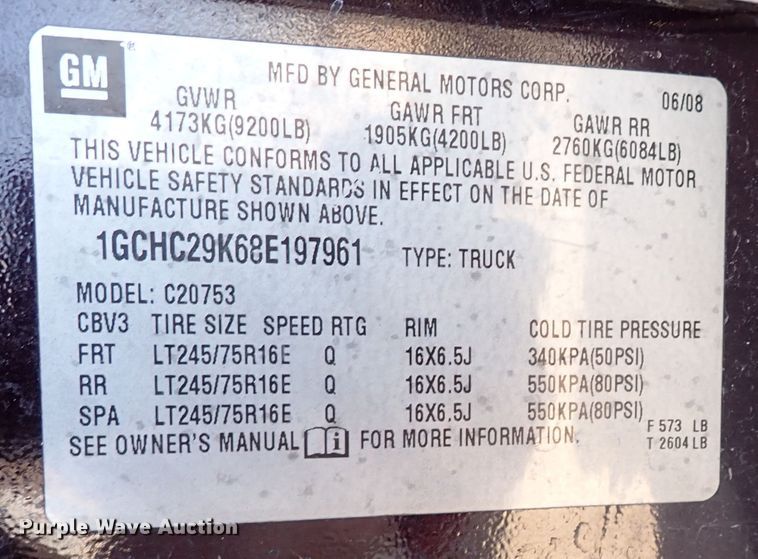 GM
MFD BY GENERAL MOTORS CORP. 06/08
GVWR GAWR FRT GAWR RR
4173KG(9200LB) 1905KG(4200LB) 2760KG(6084LB)
THIS VEHICLE CONFORMS TO ALL APPLICABLE U.S. FEDERAL MOTOR
VEHICLE SAFETY STANDARDS IN EFFECT ON THE DATE OF
MANUFACTURE SHOWN ABOVE.
1GCHC29K68E197961 TYPE: TRUCK
MODEL: C20753
CBV3 TIRE SIZE SPEED RTG RIM COLD TIRE PRESSURE
FRT LT245/75R16E Q 16X6.5J 340KPA(50PSI)
RR LT245/75R16E Q 16X6.5J 550KPA(80PSI)
SPA LT245/75R16E Q 16X6.5J 550KPA(80PSI)
SEE OWNER'S MANUAL i FOR MORE INFORMATION.
F 573 LB
T 2604 LB
Purple Wave Auction